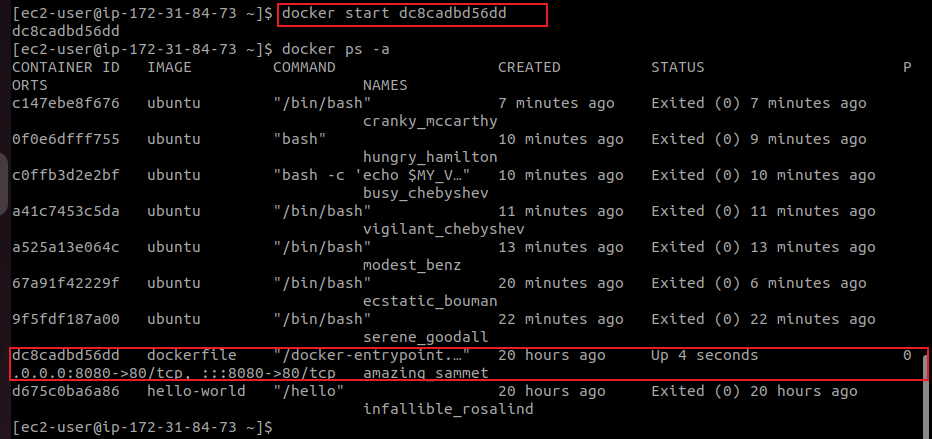 [ec2-user@ip-172-31-84-73 ~]$ docker start dc8cadbd56dd
dc8cadbd56dd
[ec2-user@ip-172-31-84-73 ~]$ docker ps -a
CONTAINER ID   IMAGE         COMMAND                  CREATED          STATUS                      P
ORTS                                   NAMES
c147ebe8f676   ubuntu        "/bin/bash"              7 minutes ago    Exited (0) 7 minutes ago
                                       cranky_mccarthy
0f0e6dfff755   ubuntu        "bash"                   10 minutes ago   Exited (0) 9 minutes ago
                                       hungry_hamilton
c0ffb3d2e2bf   ubuntu        "bash -c 'echo $MY_V…"   10 minutes ago   Exited (0) 10 minutes ago
                                       busy_chebyshev
a41c7453c5da   ubuntu        "/bin/bash"              11 minutes ago   Exited (0) 11 minutes ago
                                       vigilant_chebyshev
a525a13e064c   ubuntu        "/bin/bash"              13 minutes ago   Exited (0) 13 minutes ago
                                       modest_benz
67a91f42229f   ubuntu        "/bin/bash"              20 minutes ago   Exited (0) 6 minutes ago
                                       ecstatic_bouman
9f5fdf187a00   ubuntu        "/bin/bash"              22 minutes ago   Exited (0) 22 minutes ago
                                       serene_goodall
dc8cadbd56dd   dockerfile    "/docker-entrypoint.…"   20 hours ago     Up 4 seconds                0
.0.0.0:8080->80/tcp, :::8080->80/tcp   amazing_sammet
d675c0ba6a86   hello-world   "/hello"                 20 hours ago     Exited (0) 20 hours ago
                                       infallible_rosalind
[ec2-user@ip-172-31-84-73 ~]$